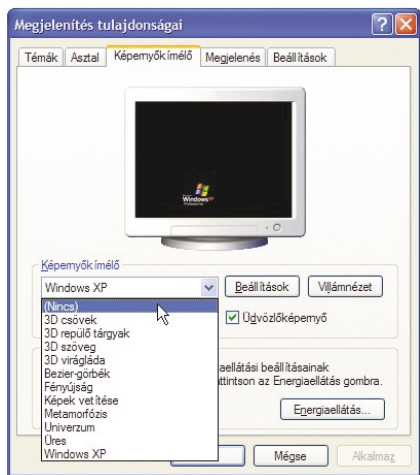 Megjelenítés tulajdonságai
Témák Asztal Képernyőkímélő Megjelenés Beállítások
Windows
Képernyőkímélő
Windows XP Beállítások Villámnézet
(Nincs)
3D csövek Üdvözlőképernyő
3D repülő tárgyak
3D szöveg
3D virágláda
Bezier-görbék aellátási beállításainak
Fényújság attintson az Energiaellátás gombra.
Képek vetítése
Metamorfózis Energiaellátás...
Univerzum
Üres
Windows XP Mégse Alkalmaz